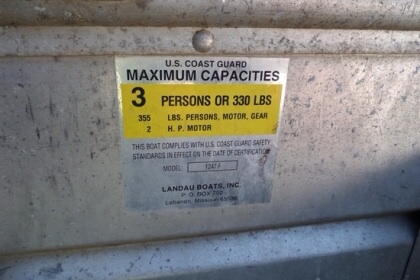 U.S. COAST GUARD
MAXIMUM CAPACITIES
3 PERSONS OR 330 LBS
355 LBS. PERSONS, MOTOR, GEAR
2 H. P. MOTOR
THIS BOAT COMPLIES WITH U.S. COAST GUARD SAFETY
STANDARDS IN EFFECT ON THE DATE OF CERTIFICATION
MODEL:
LANDAU BOATS, INC.
P. O. BOX
Lebanon, Missouri